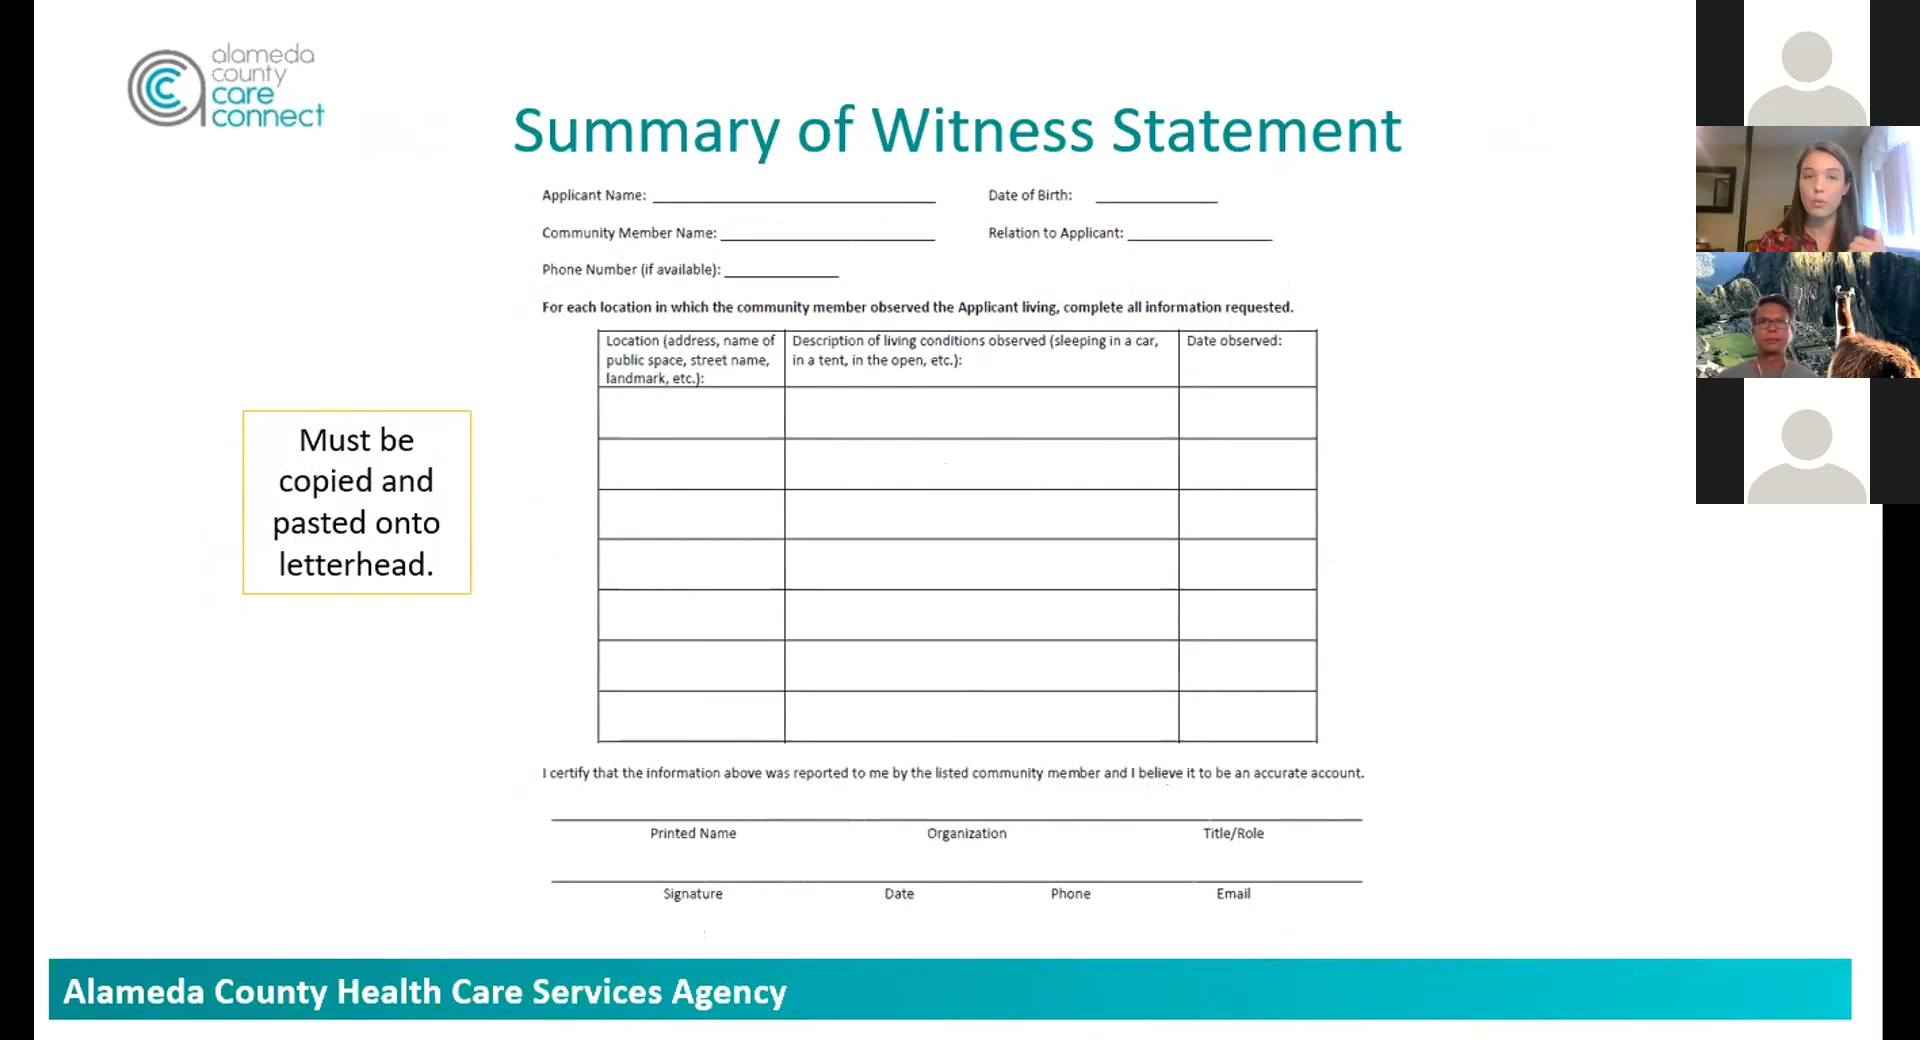 alameda
county
care
connect
Summary of Witness Statement
Applicant Name: Date of Birth:
Community Member Name: Relation to Applicant:
Phone Number (if available):
For each location in which the community member observed the Applicant living, complete all information requested.
Location (address, name of
public space, street name,
landmark, etc.):
Description of living conditions observed (sleeping in a car,
in a tent, in the open, etc.):
Date observed:
Must be
copied and
pasted onto
letterhead.
I certify that the information above was reported to me by the listed community member and I believe it to be an accurate account.
Printed Name Organization Title/Role
Signature Date Phone Email
Alameda County Health Care Services Agency